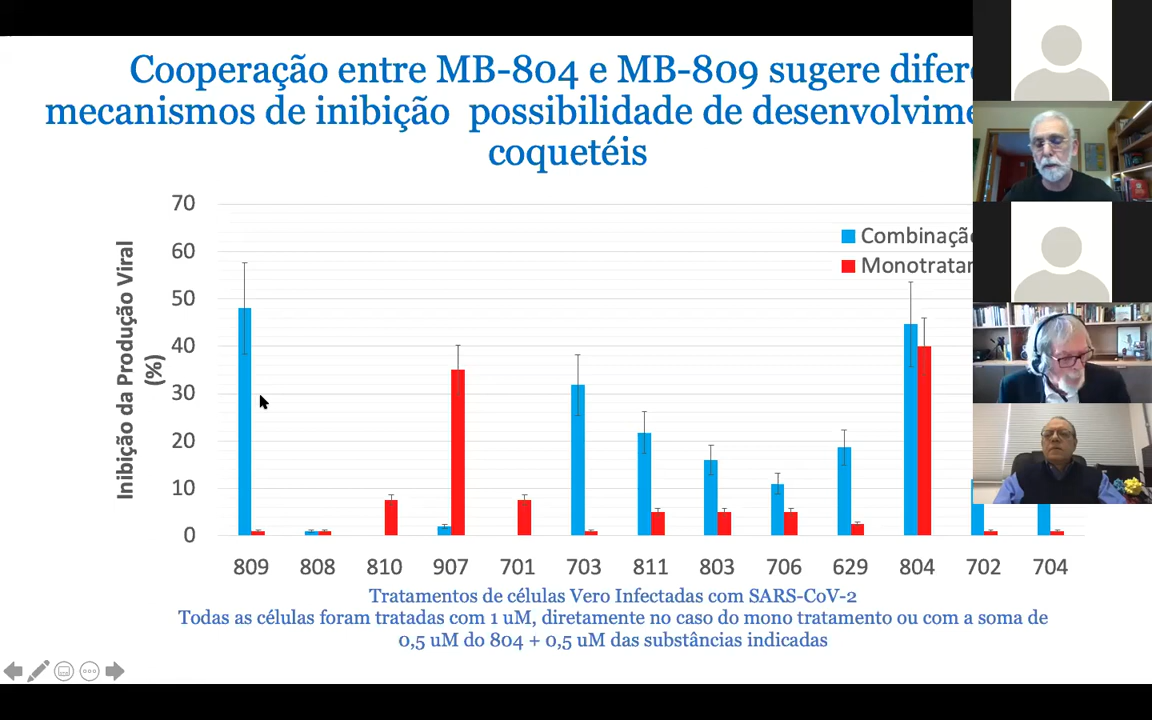 Cooperação entre MB-804 e MB-809 sugere
mecanismos de inibição possibilidade de
coquetéis
70
60
50
40
30
20
10
0
Inibição da Produção Viral
(%)
Combinação
809 808 810 907 701 703 811 803 706 629 804 702 704
Tratamentos de células Vero Infectadas com SARS-CoV-2
Todas as células foram tratadas com 1 uM, diretamente no caso do mono tratamento ou com a soma de
0,5 uM do 804 + 0,5 uM das substâncias indicadas